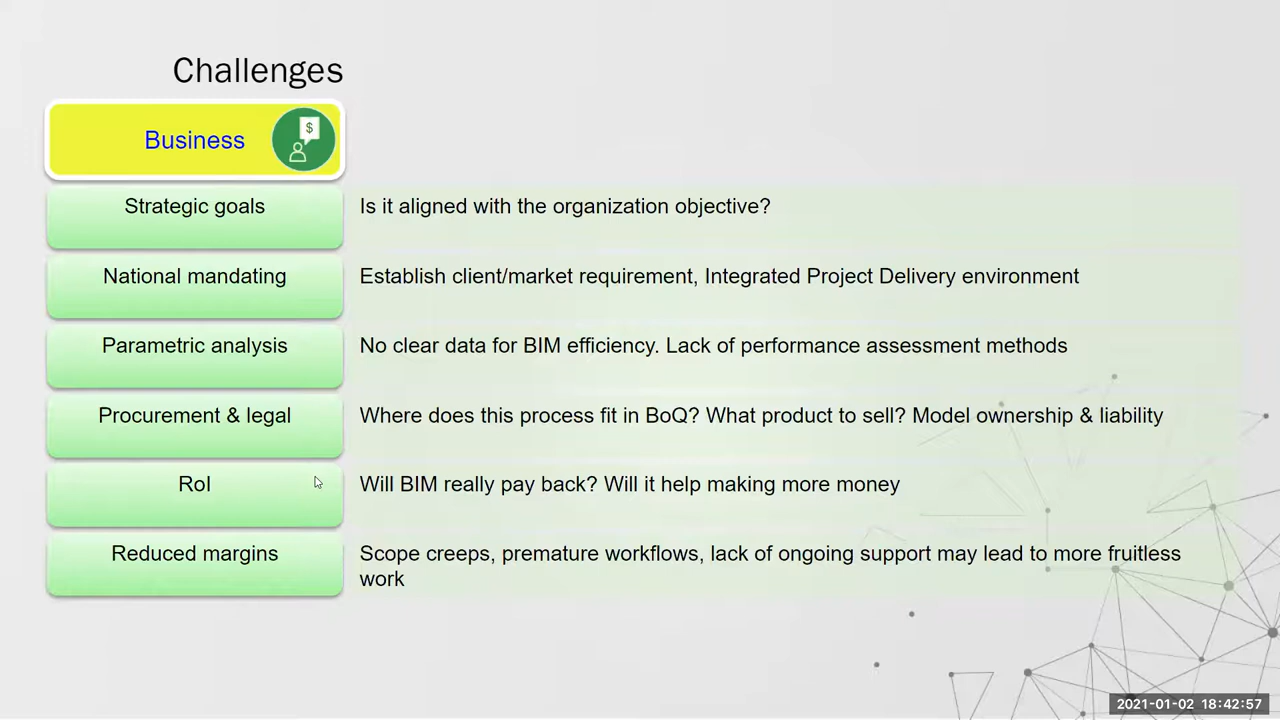 Challenges
Business
$
Strategic goals
Is it aligned with the organization objective?
National mandating
Establish client/market requirement, Integrated Project Delivery environment
Parametric analysis
No clear data for BIM efficiency. Lack of performance assessment methods
Procurement & legal
Where does this process fit in BoQ? What product to sell? Model ownership & liability
RoI
Will BIM really pay back? Will it help making more money
Reduced margins
Scope creeps, premature workflows, lack of ongoing support may lead to more fruitless
work
2021-01-02 18:42:57